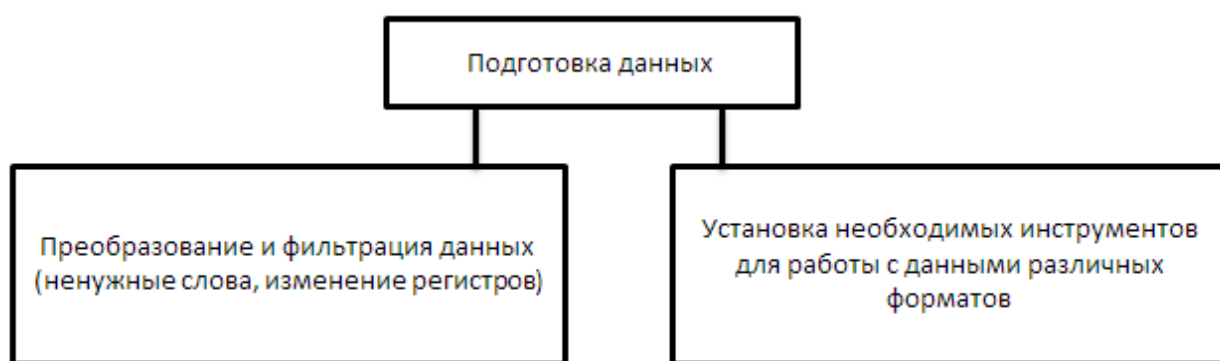 Подготовка данных
Преобразование и фильтрация данных
(ненужные слова, изменение регистров)
Установка необходимых инструментов
для работы с данными различных
форматов